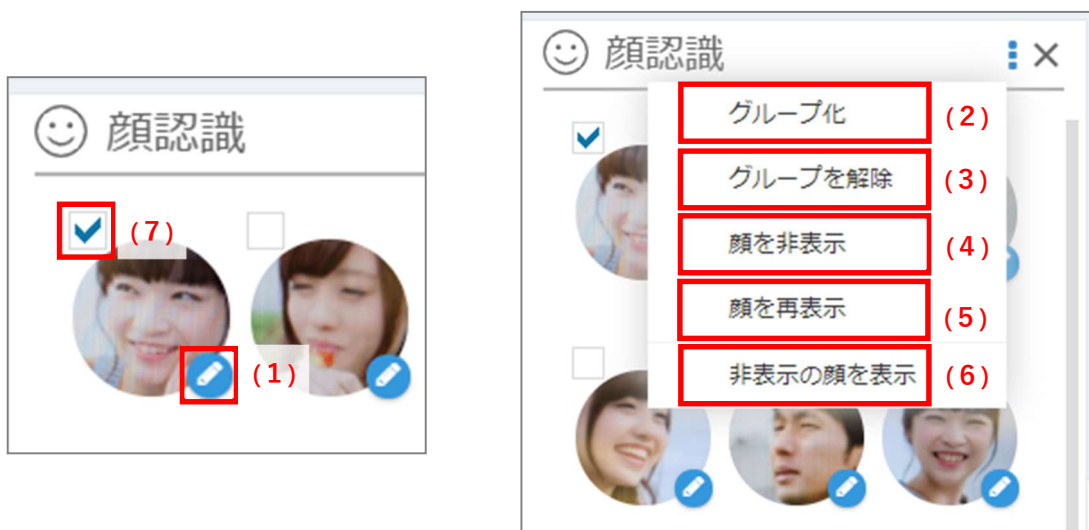 顔認識
(7)
(1)
顔認識
グループ化 (2)
グループを解除 (3)
顔を非表示 (4)
顔を再表示 (5)
非表示の顔を表示 (6)